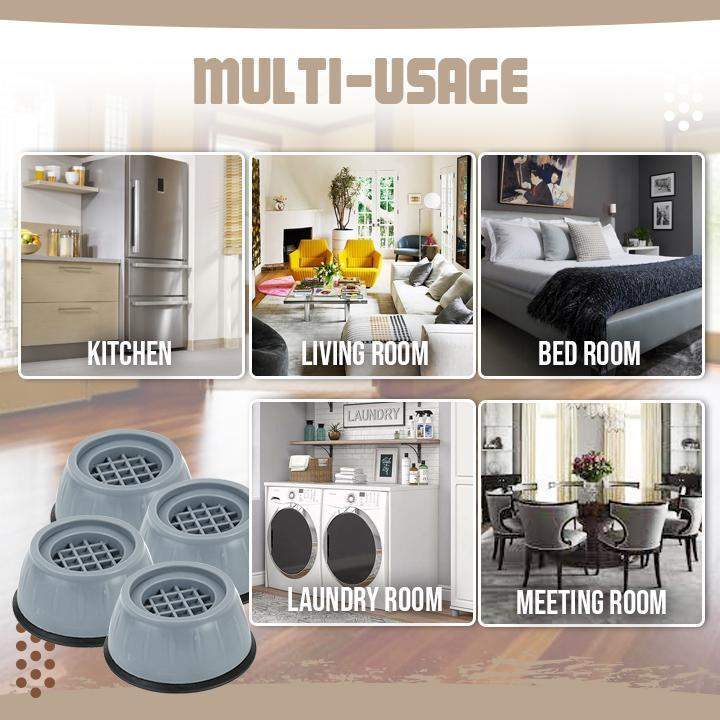 MULTI-USAGE
KITCHEN
LIVING ROOM
BED ROOM
LAUNDRY
LAUNDRY ROOM
MEETING ROOM